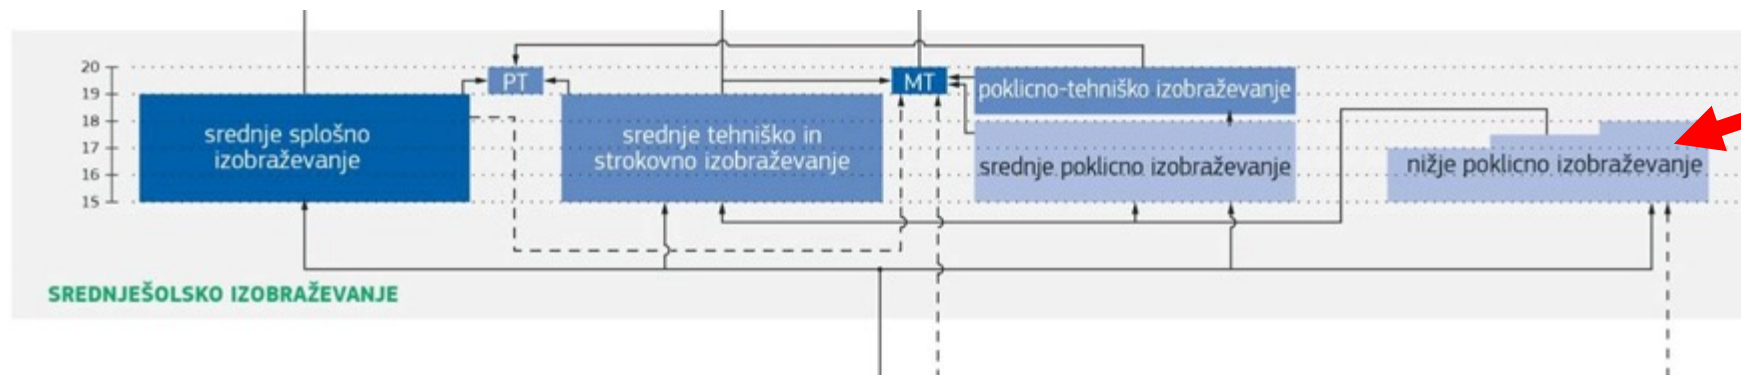 20
19
18
17
16
15
PT
MT
srednje splošno
izobraževanje
srednje tehniško in
strokovno izobraževanje
poklicno-tehniško izobraževanje
srednje poklicno izobraževanje
nižje poklicno izobraževanje
SREDNJEŠOLSKO IZOBRAŽEVANJE